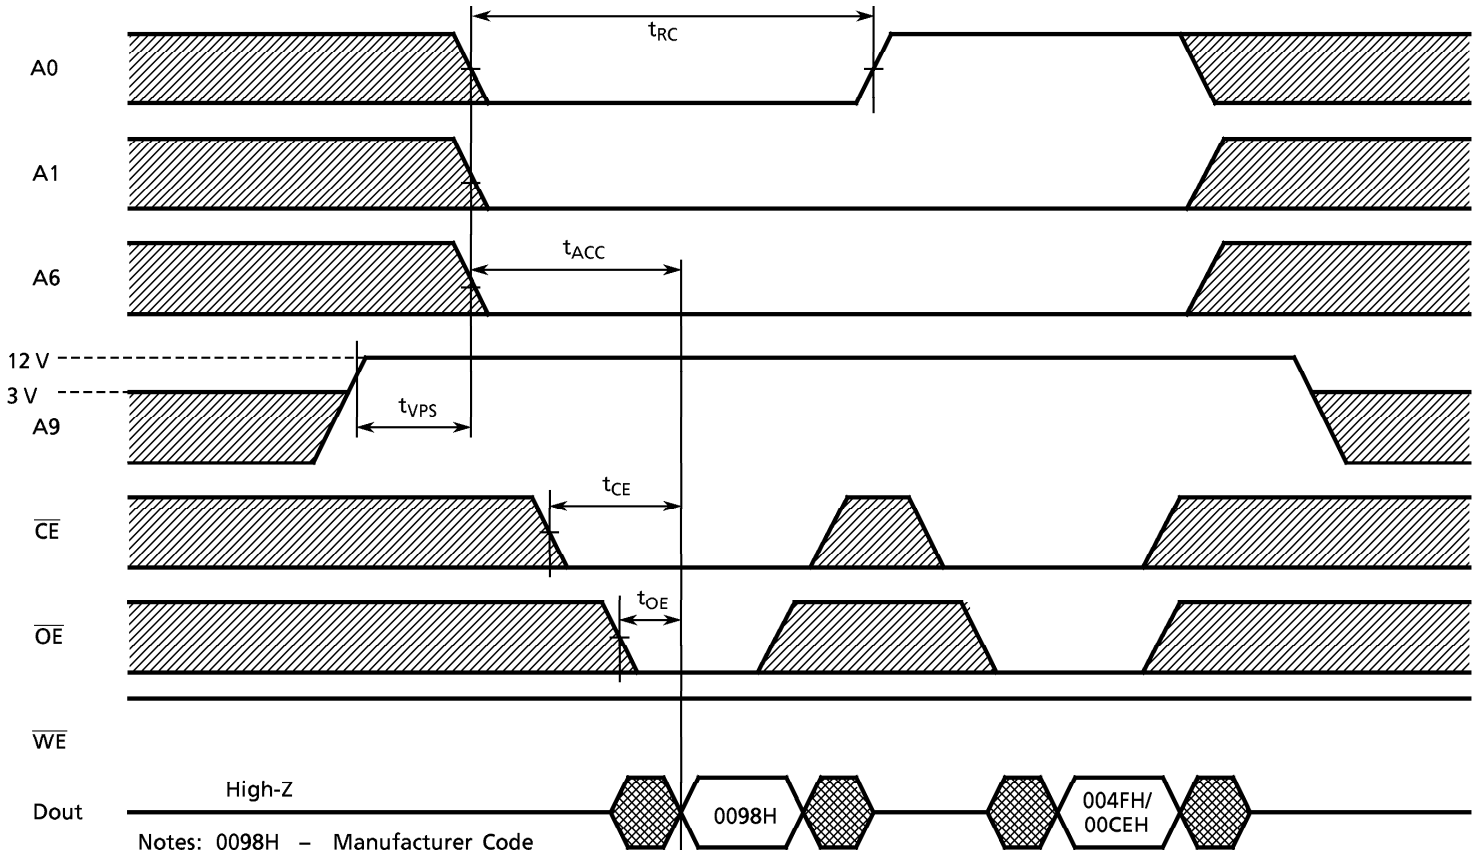 tRC
A0
A1
tACC
A6
12 V
3 V
tVPS
A9
tCE
CE
tOE
OE
WE
High-Z
Dout
0098H
004FH/
00CEH
Notes: 0098H – Manufacturer Code